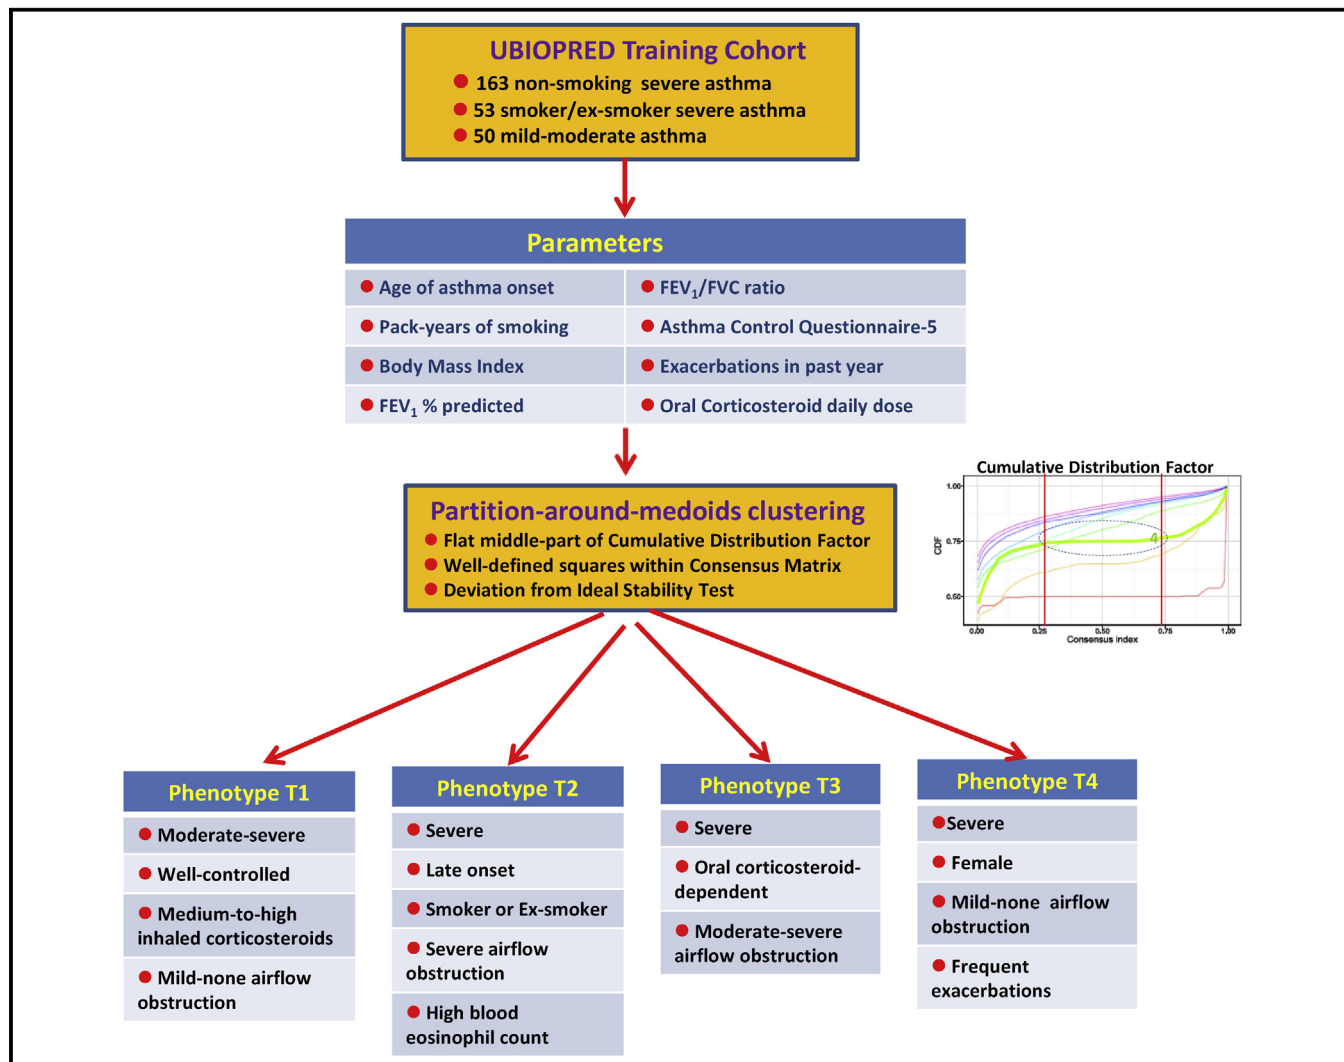 UBIOPRED Training Cohort
163 non-smoking severe asthma
53 smoker/ex-smoker severe asthma
50 mild-moderate asthma
Parameters
Age of asthma onset
FEV₁/FVC ratio
Pack-years of smoking
Asthma Control Questionnaire-5
Body Mass Index
Exacerbations in past year
FEV₁ % predicted
Oral Corticosteroid daily dose
Partition-around-medoids clustering
Flat middle-part of Cumulative Distribution Factor
Well-defined squares within Consensus Matrix
Deviation from Ideal Stability Test
Cumulative Distribution Factor
1.00
0.75
0.50
CDF
4
0.00
0.25
0.50
0.75
1.00
Consensus index
Phenotype T1
Moderate-severe
Well-controlled
Medium-to-high
inhaled corticosteroids
Mild-none airflow
obstruction
Phenotype T2
Severe
Late onset
Smoker or Ex-smoker
Severe airflow
obstruction
High blood
eosinophil count
Phenotype T3
Severe
Oral corticosteroid-
dependent
Moderate-severe
airflow obstruction
Phenotype T4
Severe
Female
Mild-none airflow
obstruction
Frequent
exacerbations